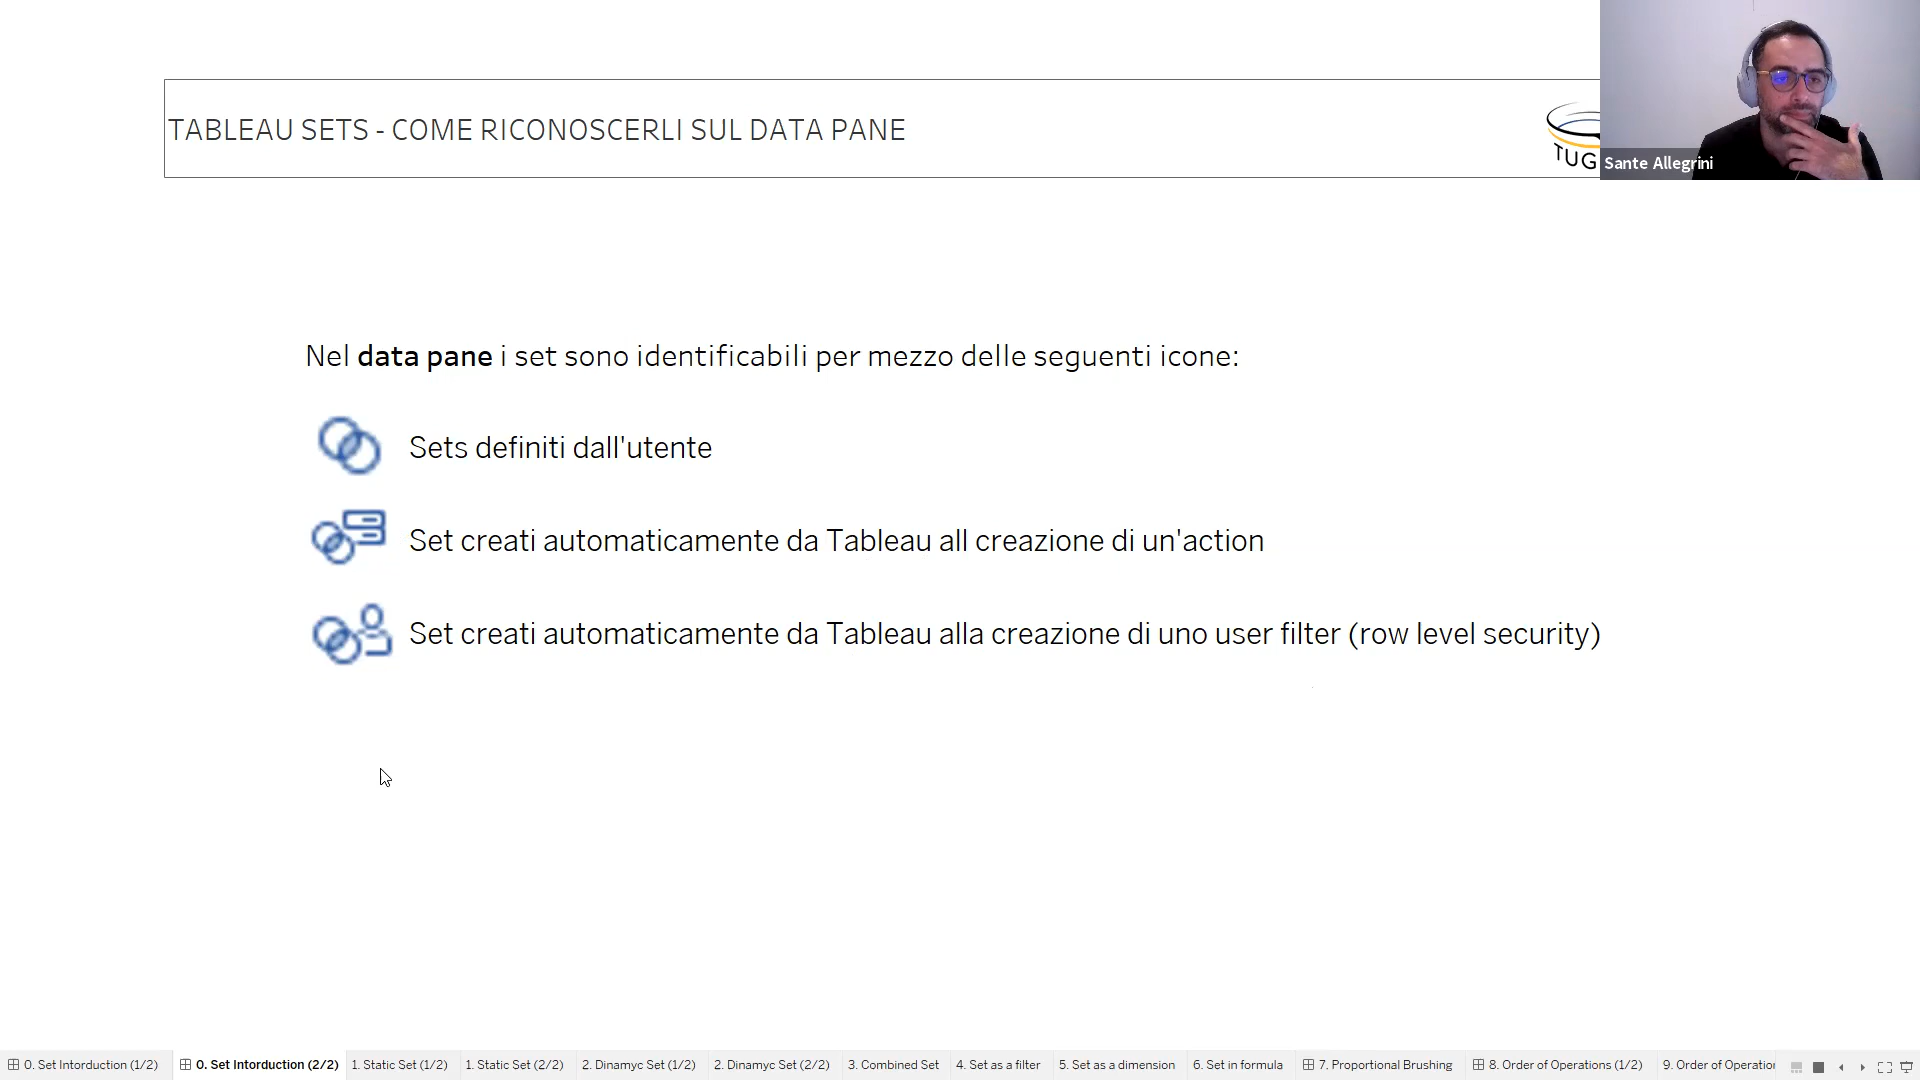 TABLEAU SETS - COME RICONOSCERLI SUL DATA PANE
TUG
Sante Allegrini
Nel data pane i set sono identificabili per mezzo delle seguenti icone:
Sets definiti dall'utente
Set creati automaticamente da Tableau all creazione di un'action
Set creati automaticamente da Tableau alla creazione di uno user filter (row level security)
0. Set Intorduction (1/2) 0. Set Intorduction (2/2) 1. Static Set (1/2) 1. Static Set (2/2) 2. Dinamyc Set (1/2) 2. Dinamyc Set (2/2) 3. Combined Set 4. Set as a filter 5. Set as a dimension 6. Set in formula 7. Proportional Brushing 8. Order of Operations (1/2) 9. Order of Operation